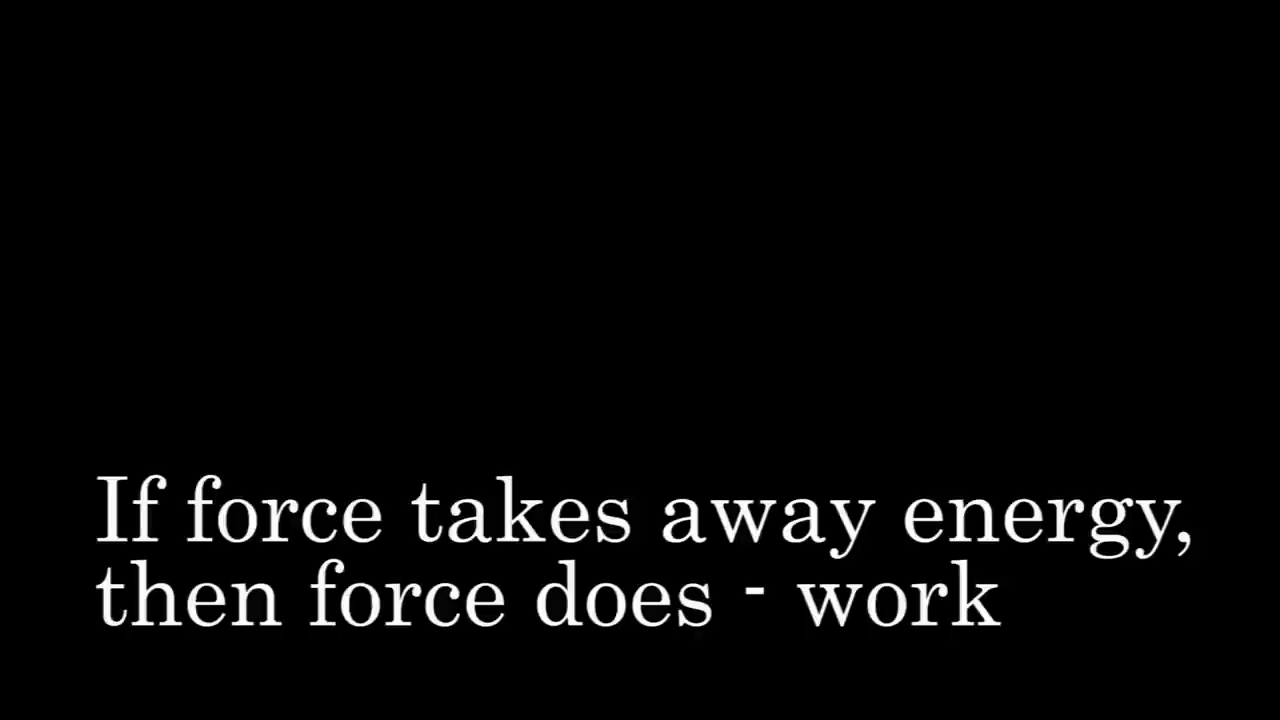 If force takes away energy,
then force does - work